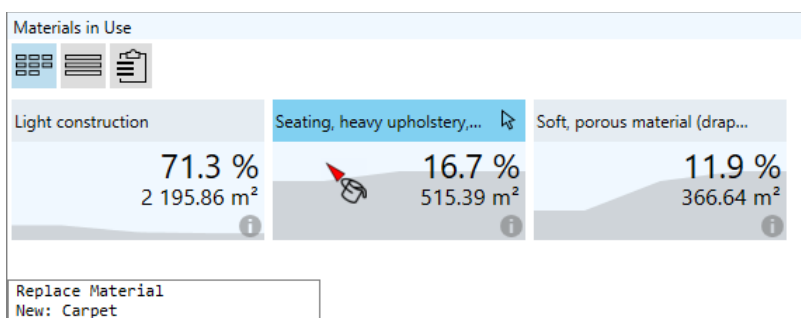 Materials in Use
Light construction
71.3 %
2 195.86 m²
Seating, heavy upholstery,...
16.7 %
515.39 m²
Soft, porous material (drap...
11.9 %
366.64 m²
Replace Material
New: Carpet